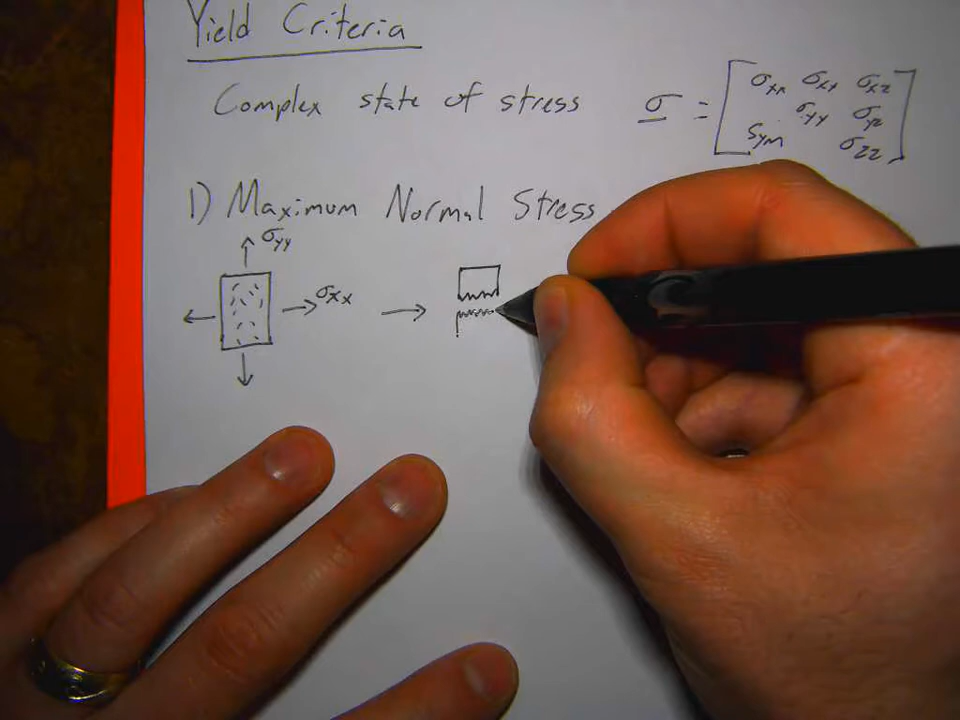 Yield Criteria
Complex state of stress σ = [σxx σxy σxz
σyy σyz
Sym σzz]
1) Maximum Normal Stress
σyy
σxx